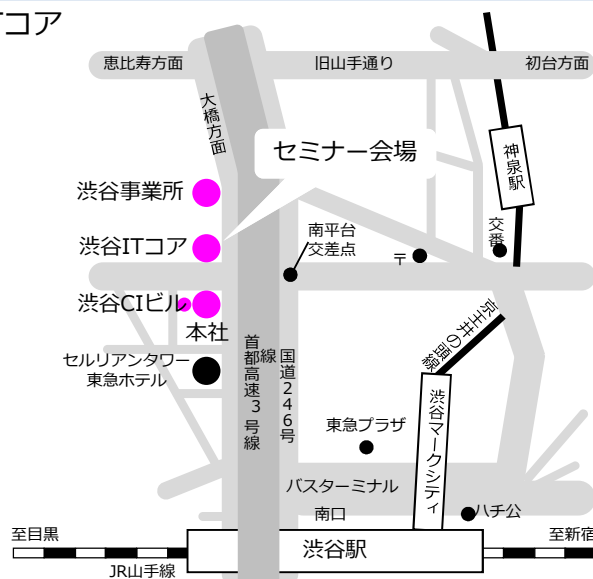 Tコア
恵比寿方面
旧山手通り
初台方面
大橋方面
セミナー会場
神泉駅
渋谷事業所
南平台
交差点
交番
〒
渋谷ITコア
渋谷CIビル
本社
セルリアンタワー
東急ホテル
首都高速3号線
線
国道246号
京王井の頭線
渋谷マークシティ
東急プラザ
バスターミナル
南口
ハチ公
至目黒
渋谷駅
至新宿
JR山手線